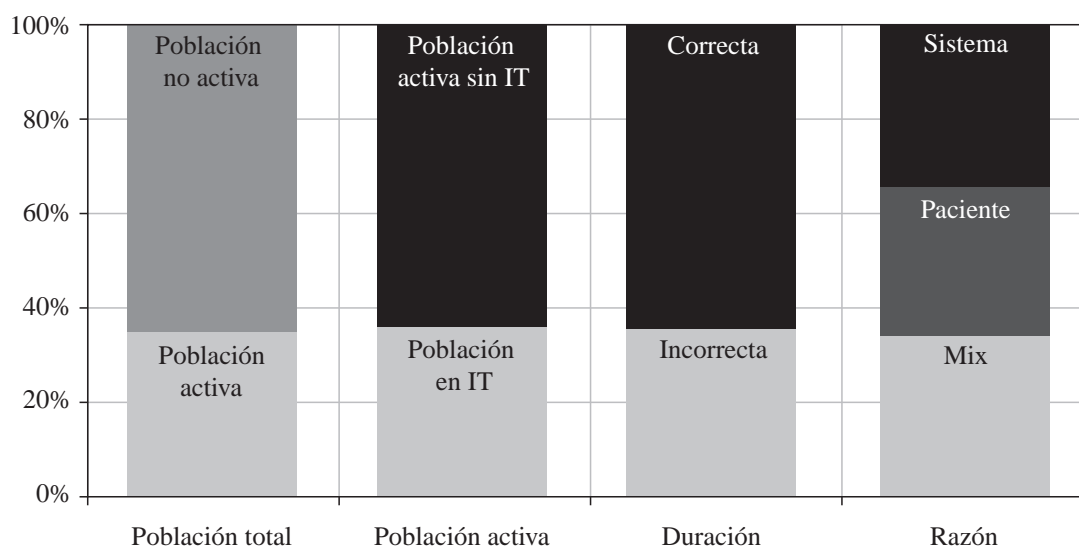 100%
80%
60%
40%
20%
0%
Población
no activa
Población
activa
Población
activa sin IT
Población
en IT
Correcta
Incorrecta
Sistema
Paciente
Mix
Población total
Población activa
Duración
Razón